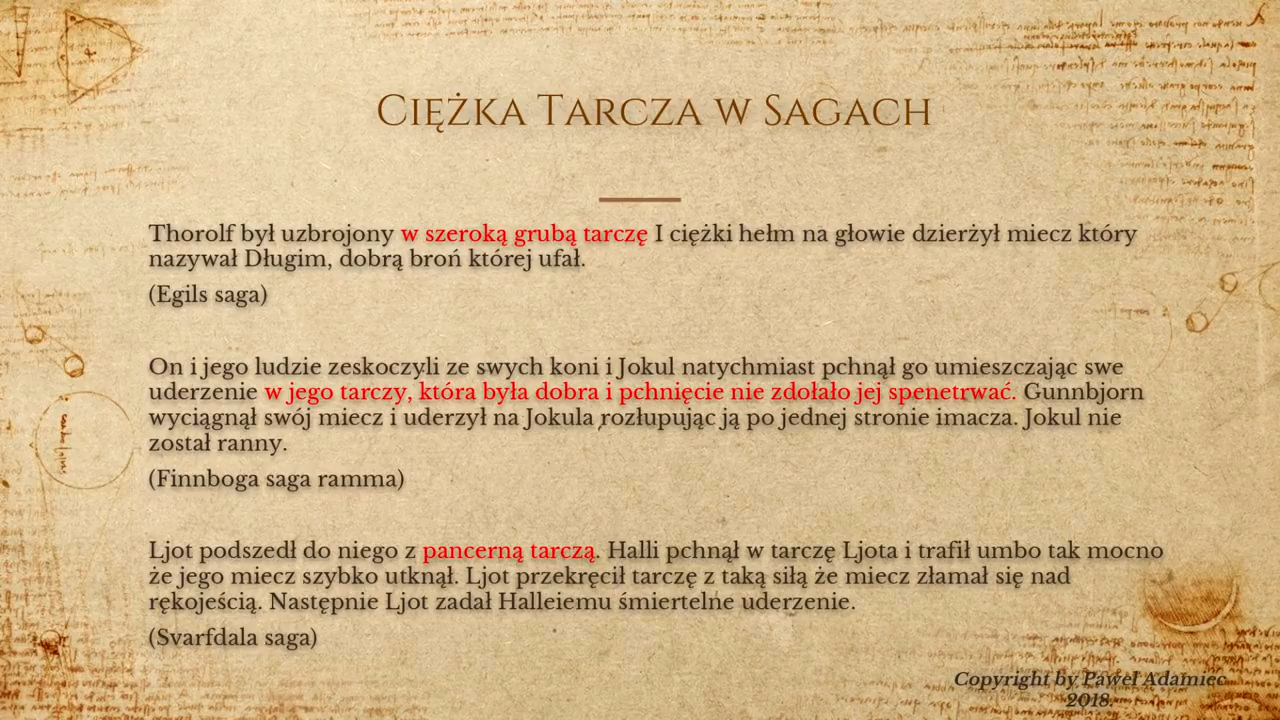 Ciężka Tarcza w Sagach
Thorolf był uzbrojony w szeroką grubą tarczę I ciężki hełm na głowie dzierżył miecz który
nazywał Długim, dobrą broń której ufał.
(Egils saga)
On i jego ludzie zeskoczyli ze swych koni i Jokul natychmiast pchnął go umieszczając swe
uderzenie w jego tarczy, która była dobra i pchnięcie nie zdołało jej spenetrwać. Gunnbjorn
wyciągnął swój miecz i uderzył na Jokula rozłupując ją po jednej stronie imacza. Jokul nie
został ranny.
(Finnboga saga ramma)
Ljot podszedł do niego z pancerną tarczą. Halli pchnął w tarczę Ljota i trafił umbo tak mocno
że jego miecz szybko utknął. Ljot przekręcił tarczę z taką siłą że miecz złamał się nad
rękojeścią. Następnie Ljot zadał Halleiemu śmiertelne uderzenie.
(Svarfdala saga)
Copyright by Paweł Adamiec
2018.